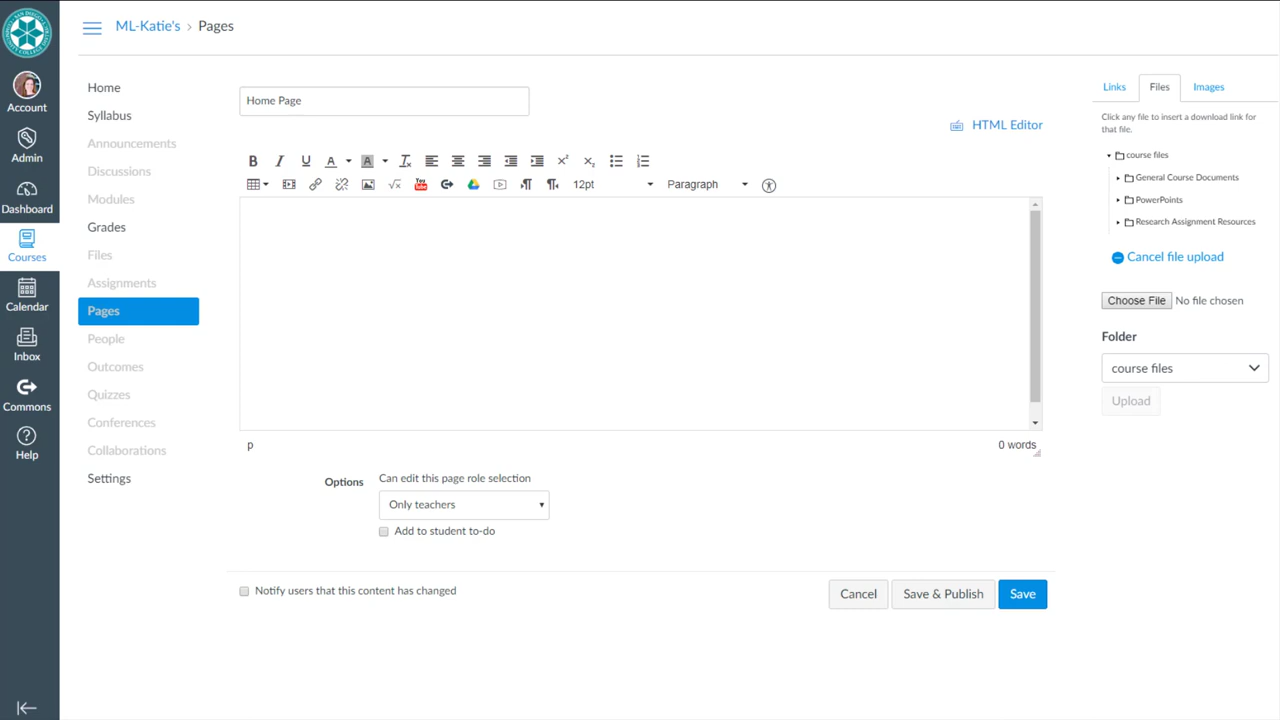 ML-Katie's > Pages
Account
Admin
Dashboard
Courses
Calendar
Inbox
Commons
Help
Home
Syllabus
Announcements
Discussions
Modules
Grades
Files
Assignments
Pages
People
Outcomes
Quizzes
Conferences
Collaborations
Settings
Home Page
HTML Editor
12pt
Paragraph
p
0 words
Options
Can edit this page role selection
Only teachers
Add to student to-do
Notify users that this content has changed
Cancel
Save & Publish
Save
Links Files Images
Click any file to insert a download link for
that file.
course files
General Course Documents
PowerPoints
Research Assignment Resources
Cancel file upload
Choose File No file chosen
Folder
course files
Upload